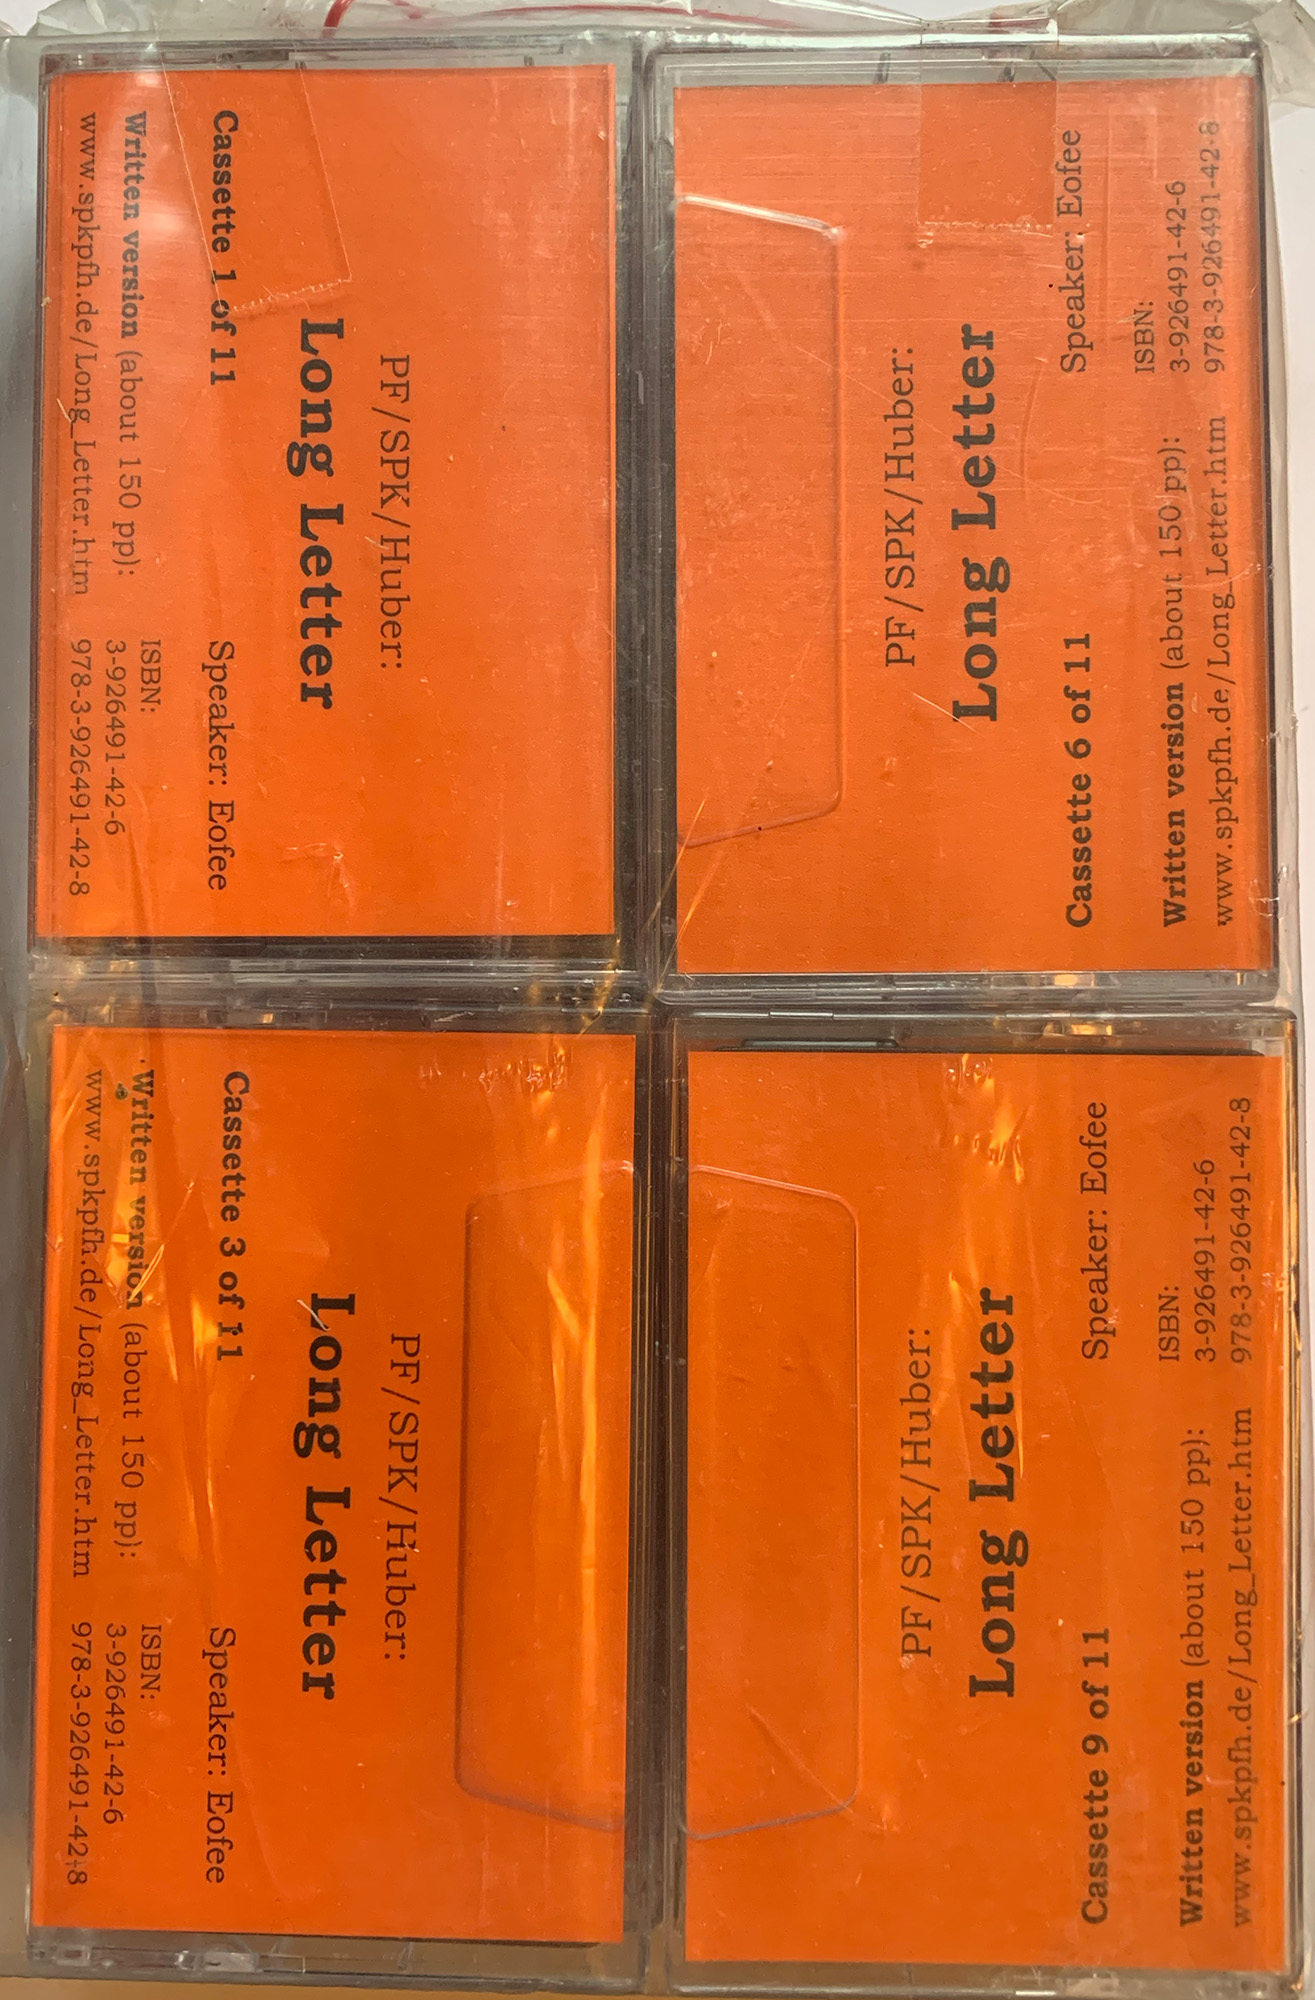 PF/SPK/Huber:
Long Letter
Cassette 1 of 11 Speaker: Eofee
ISBN:
Written version (about 150 pp): 3-926491-42-6
www.spkpfh.de/Long_Letter.htm 978-3-926491-42-8
PF/SPK/Huber:
Long Letter
Cassette 6 of 11 Speaker: Eofee
ISBN:
Written version (about 150 pp): 3-926491-42-6
www.spkpfh.de/Long_Letter.htm 978-3-926491-42-8
PF/SPK/Huber:
Long Letter
Cassette 3 of 11 Speaker: Eofee
ISBN:
Written version (about 150 pp): 3-926491-42-6
www.spkpfh.de/Long_Letter.htm 978-3-926491-42-8
PF/SPK/Huber:
Long Letter
Cassette 9 of 11 Speaker: Eofee
ISBN:
Written version (about 150 pp): 3-926491-42-6
www.spkpfh.de/Long_Letter.htm 978-3-926491-42-8